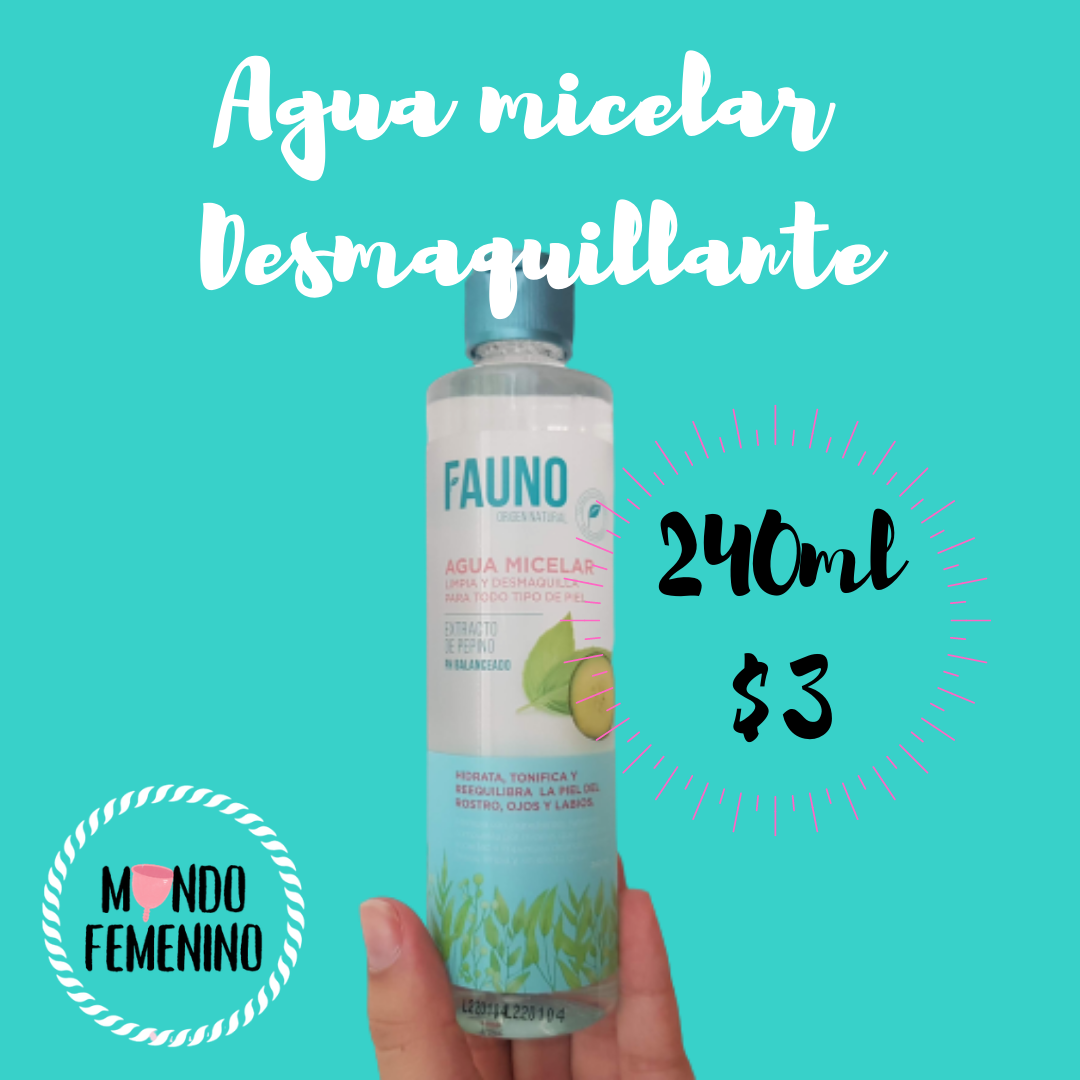 Agua micelar
Desmaquillante
FAUNO
ORIGEN NATURAL
AGUA MICELAR
LIMPIA Y DESMAQUILLA
PARA TODO TIPO DE PIEL
EXTRACTO
DE PEPINO
PH BALANCEADO
HIDRATA, TONIFICA Y
REEQUILIBRA LA PIEL DEL
ROSTRO, OJOS Y LABIOS.
240ml
$3
MUNDO
FEMENINO
L228104